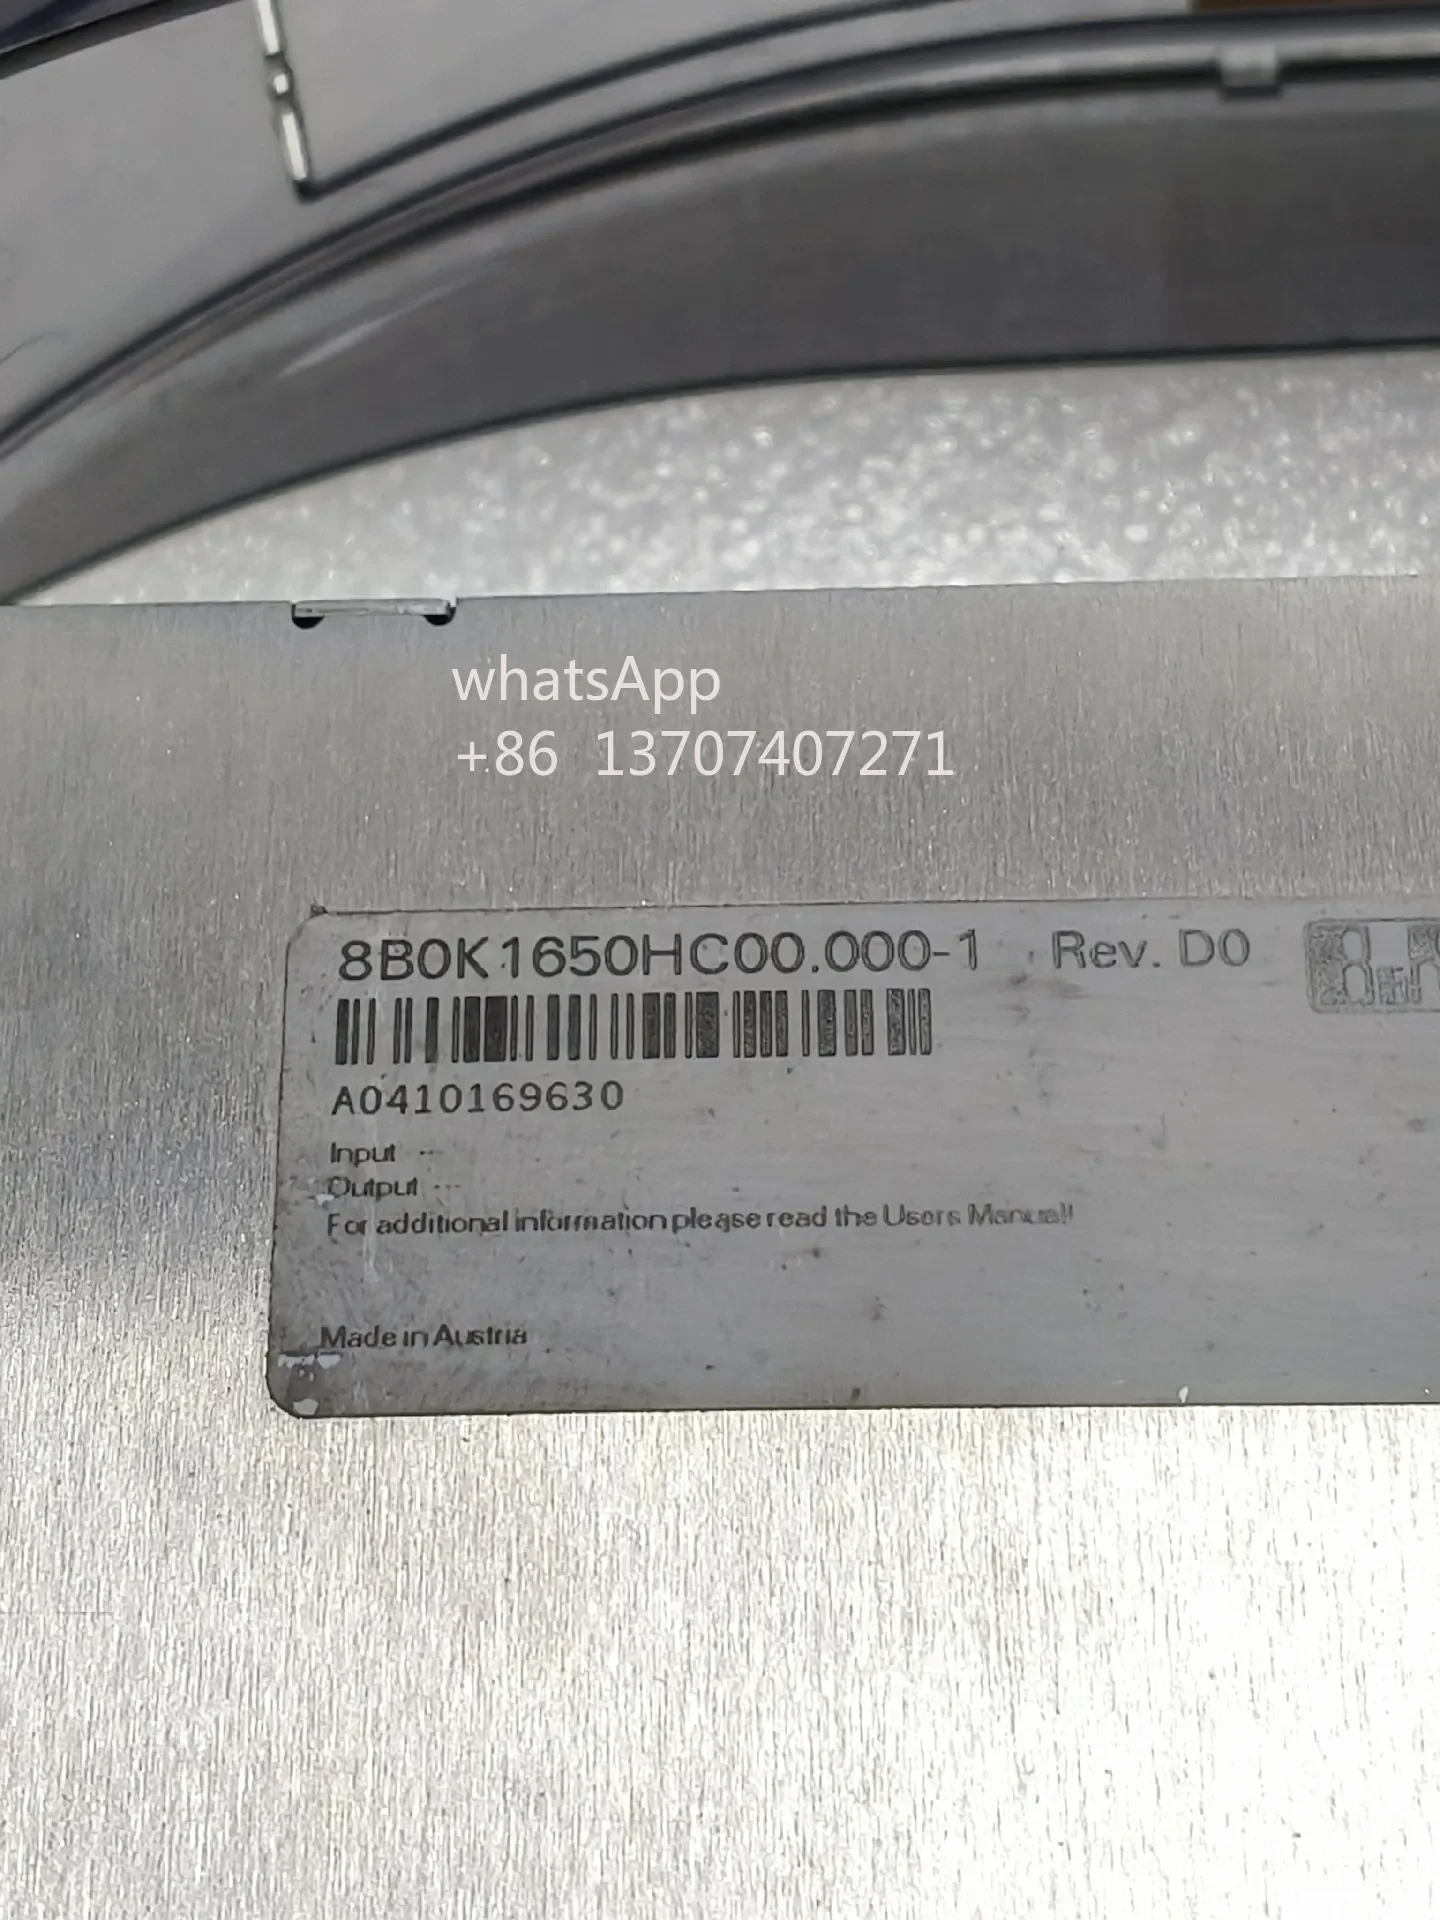 whatsApp
+86 13707407271
8B0K1650HC00.000-1 Rev. D0
A0410169630
Input ---
Output ---
For additional information please read the Users Manual!
Made in Austria